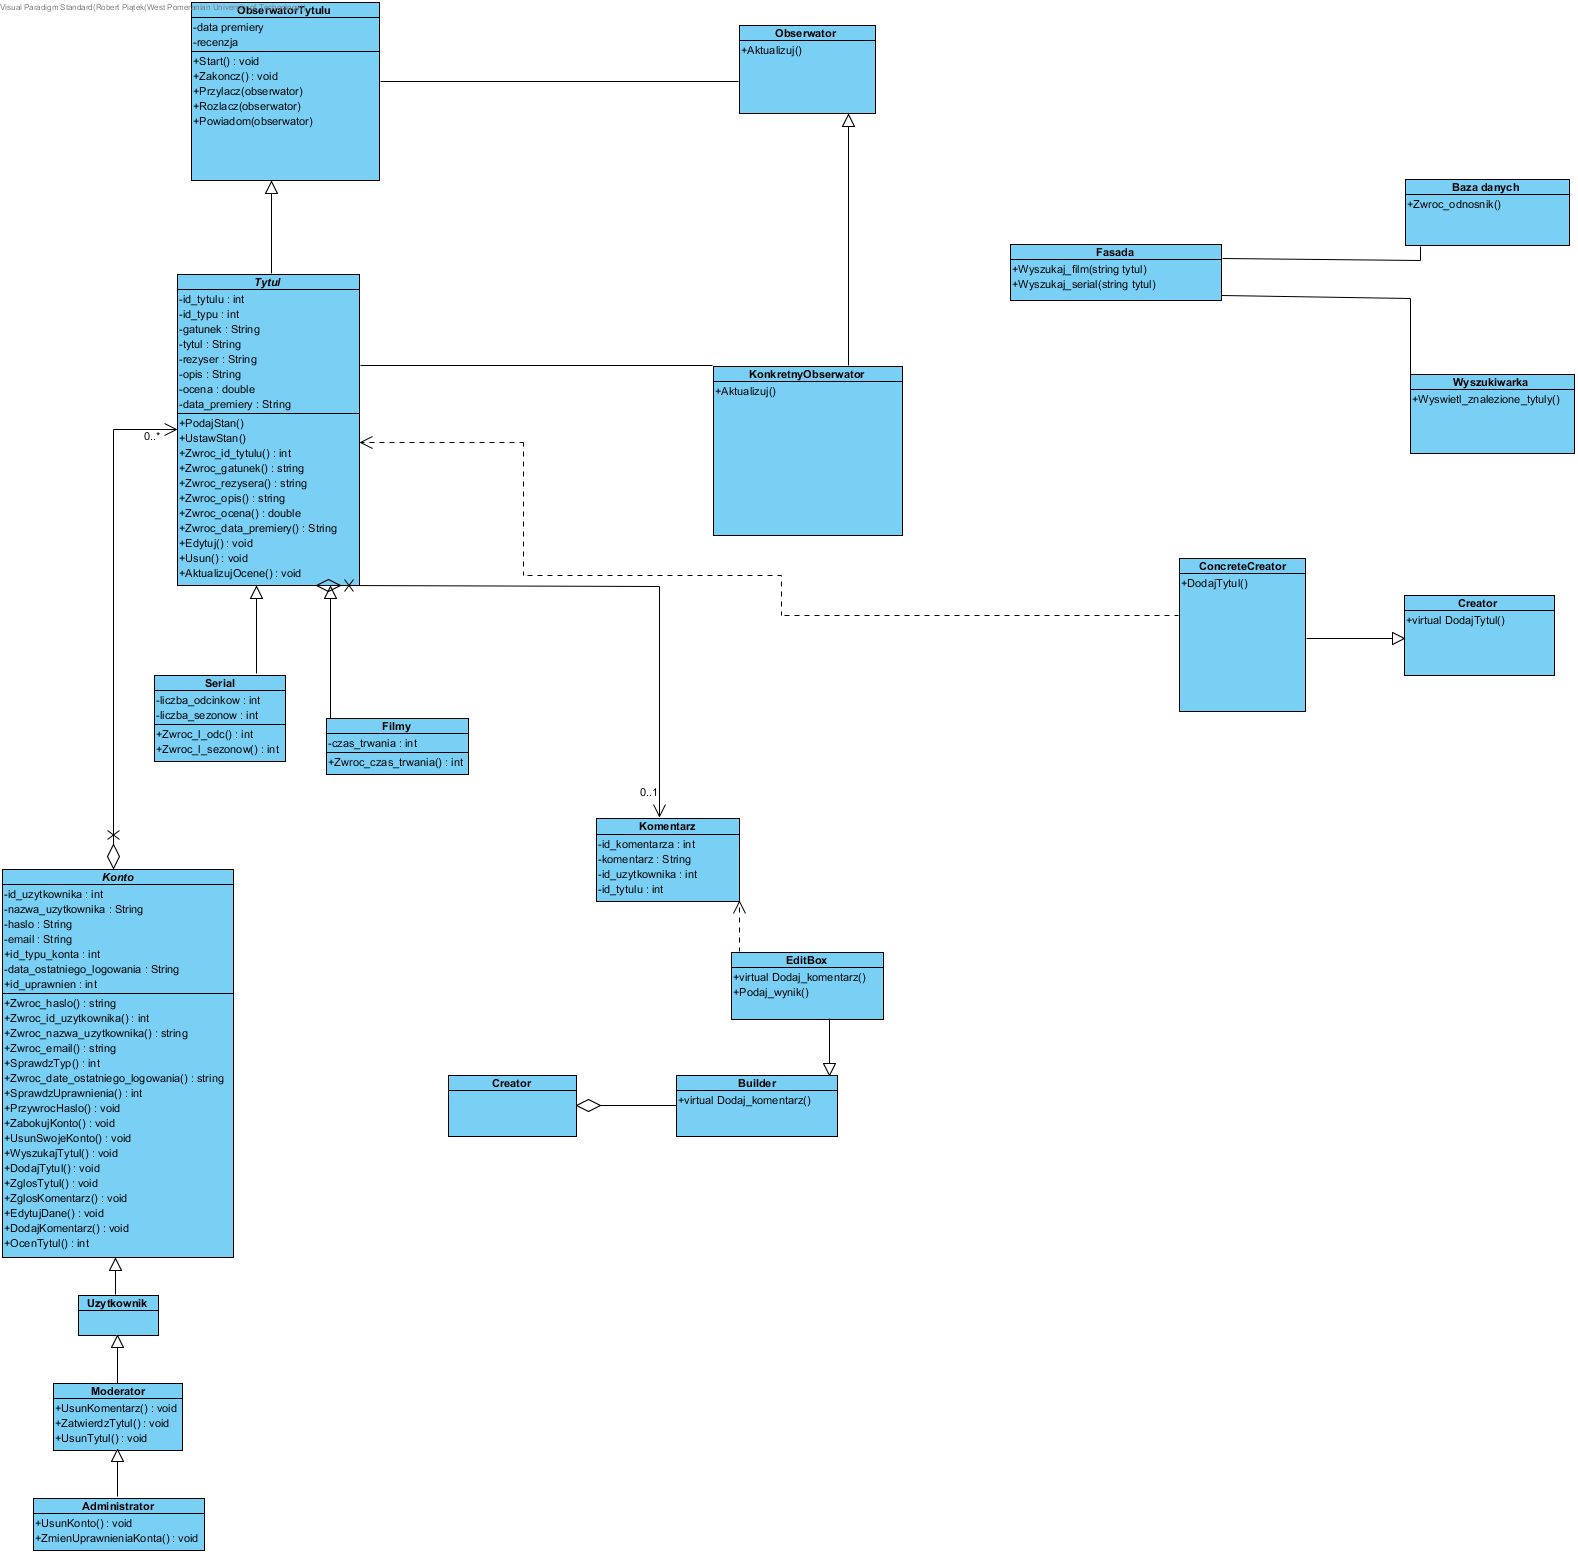 Visual Paradigm Standard(Robert Piątek(West Pomeranian University of Technology))
ObserwatorTytulu
-data premiery
-recenzja
+Start() : void
+Zakoncz() : void
+Przylacz(obserwator)
+Rozlacz(obserwator)
+Powiadom(obserwator)
Obserwator
+Aktualizuj()
Baza danych
+Zwroc_odnosnik()
Fasada
+Wyszukaj_film(string tytul)
+Wyszukaj_serial(string tytul)
Tytul
-id_tytulu : int
-id_typu : int
-gatunek : String
-tytul : String
-rezyser : String
-opis : String
-ocena : double
-data_premiery : String
+PodajStan()
+UstawStan()
+Zwroc_id_tytulu() : int
+Zwroc_gatunek() : string
+Zwroc_rezysera() : string
+Zwroc_opis() : string
+Zwroc_ocena() : double
+Zwroc_data_premiery() : String
+Edytuj() : void
+Usun() : void
+AktualizujOcene() : void
0..*
KonkretnyObserwator
+Aktualizuj()
Wyszukiwarka
+Wyswietl_znalezione_tytuly()
ConcreteCreator
+DodajTytul()
Creator
+virtual DodajTytul()
Serial
-liczba_odcinkow : int
-liczba_sezonow : int
+Zwroc_l_odc() : int
+Zwroc_l_sezonow() : int
Filmy
-czas_trwania : int
+Zwroc_czas_trwania() : int
0..1
Komentarz
-id_komentarza : int
-komentarz : String
-id_uzytkownika : int
-id_tytulu : int
Konto
-id_uzytkownika : int
-nazwa_uzytkownika : String
-haslo : String
-email : String
+id_typu_konta : int
-data_ostatniego_logowania : String
+id_uprawnien : int
+Zwroc_haslo() : string
+Zwroc_id_uzytkownika() : int
+Zwroc_nazwa_uzytkownika() : string
+Zwroc_email() : string
+SprawdzTyp() : int
+Zwroc_date_ostatniego_logowania() : string
+SprawdzUprawnienia() : int
+PrzywrocHaslo() : void
+ZabokujKonto() : void
+UsunSwojeKonto() : void
+WyszukajTytul() : void
+DodajTytul() : void
+ZglosTytul() : void
+ZglosKomentarz() : void
+EdytujDane() : void
+DodajKomentarz() : void
+OcenTytul() : int
EditBox
+virtual Dodaj_komentarz()
+Podaj_wynik()
Creator
Builder
+virtual Dodaj_komentarz()
Uzytkownik
Moderator
+UsunKomentarz() : void
+ZatwierdzTytul() : void
+UsunTytul() : void
Administrator
+UsunKonto() : void
+ZmienUprawnieniaKonta() : void